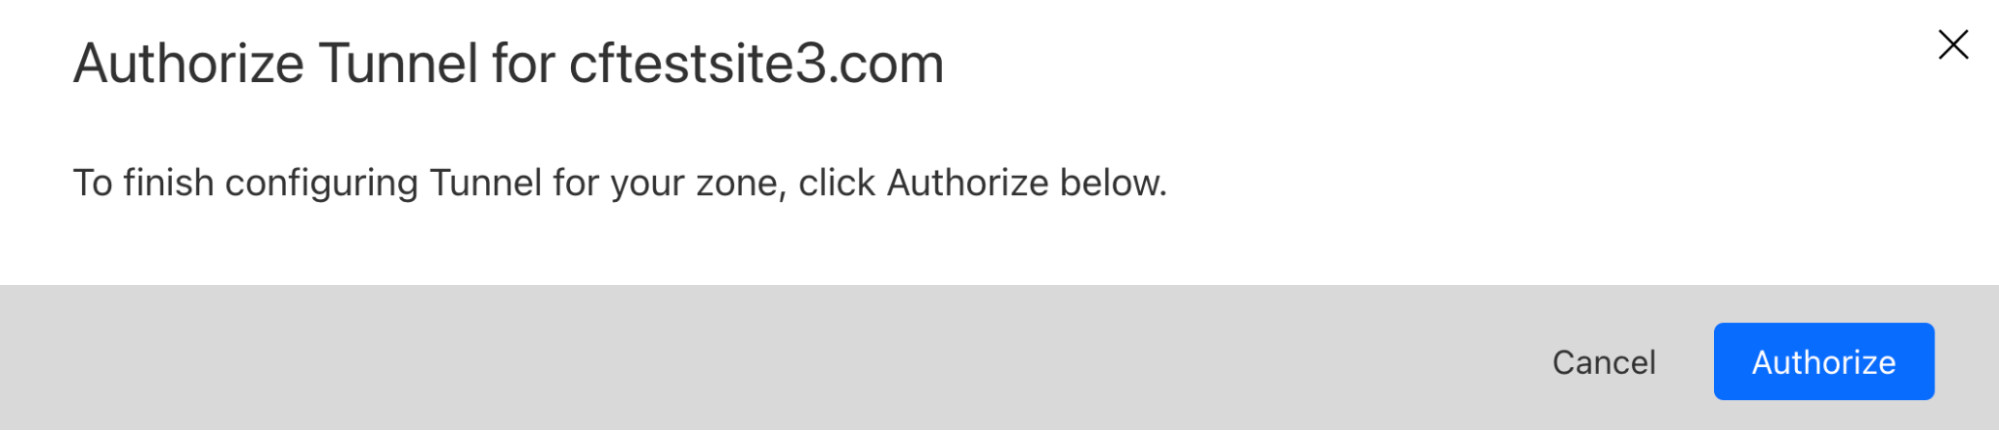 Authorize Tunnel for cftestsite3.com
To finish configuring Tunnel for your zone, click Authorize below.
Cancel
Authorize